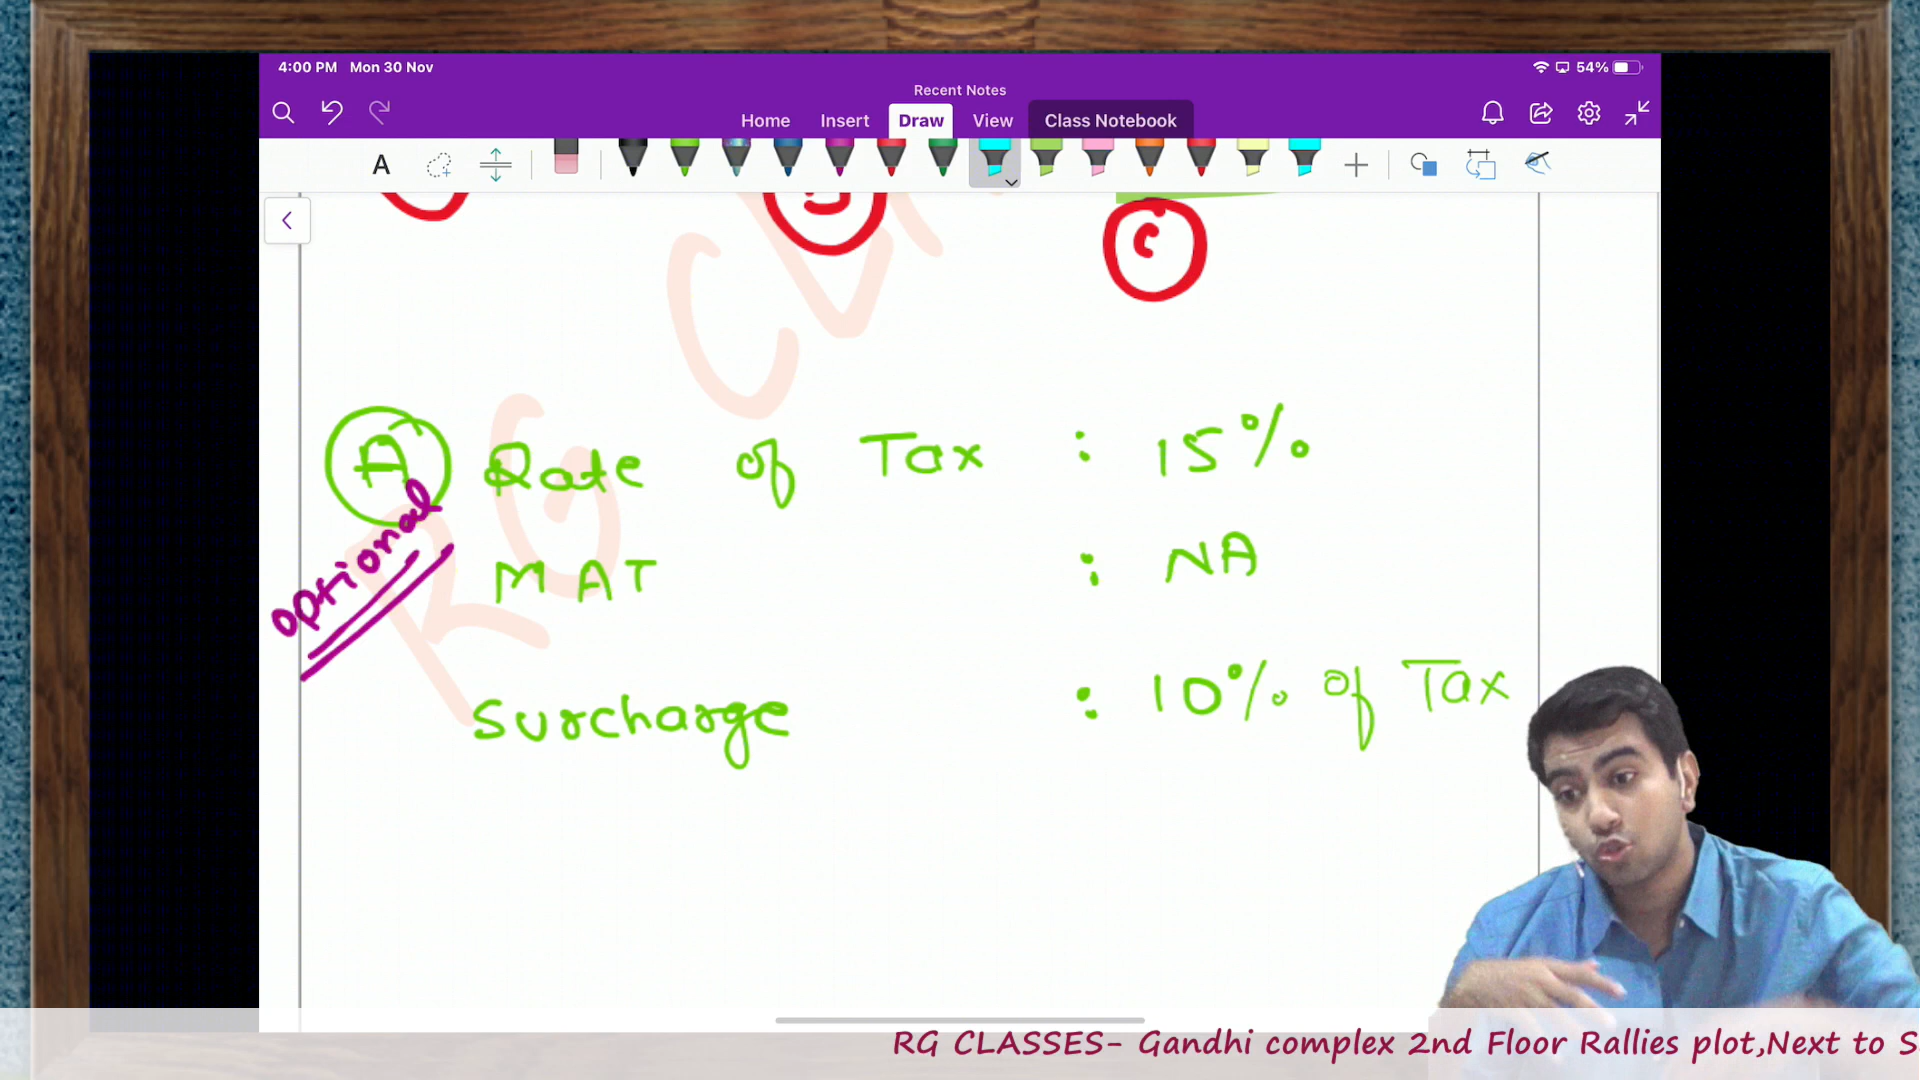 4:00 PM Mon 30 Nov
54%
Recent Notes
Home Insert Draw View Class Notebook
A
C
A Rate of Tax : 15%
optional
MAT : NA
Surcharge : 10% of Tax
RG
RG CLASSES- Gandhi complex 2nd Floor Rallies plot,Next to S